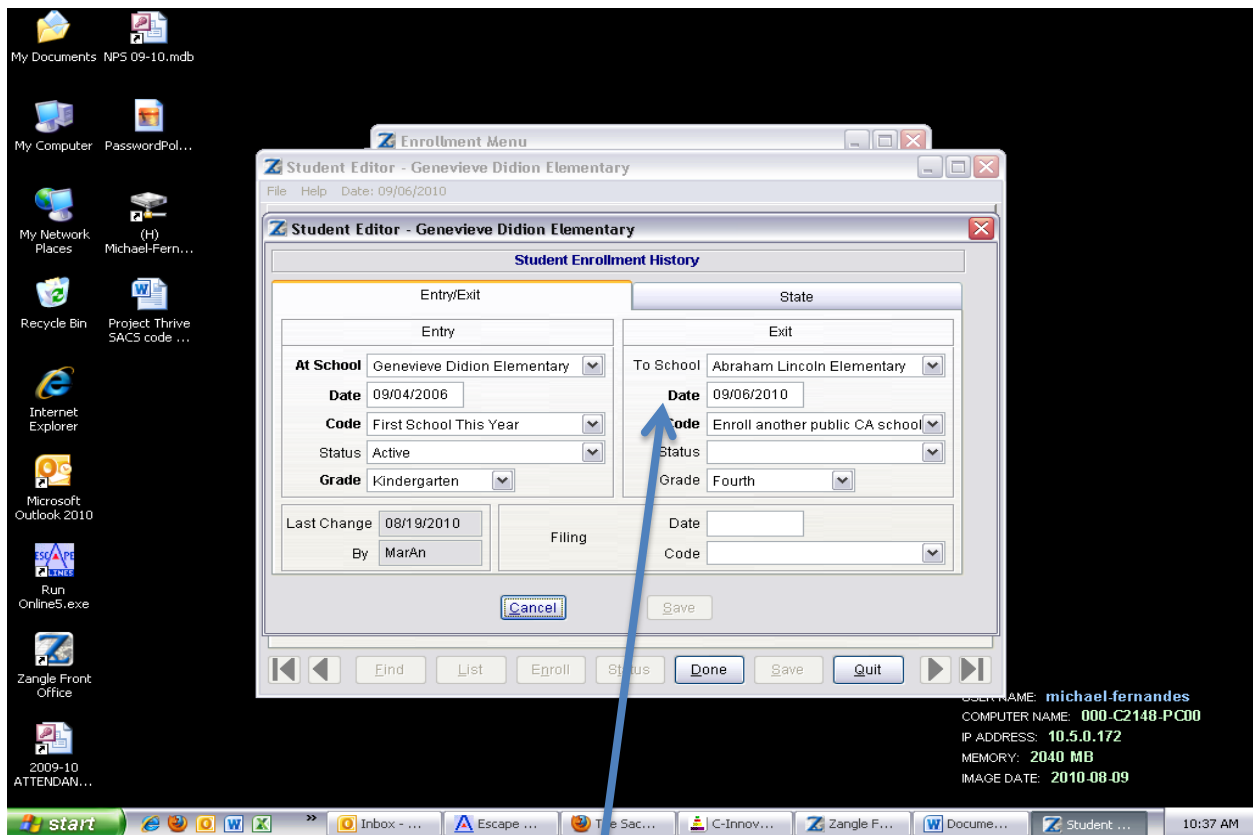 My Documents NPS 09-10.mdb
My Computer PasswordPol...
Enrollment Menu
Student Editor - Genevieve Didion Elementary
File Help Date: 09/06/2010
My Network Places
(H) Michael-Fern...
Student Editor - Genevieve Didion Elementary
Student Enrollment History
Entry/Exit State
Recycle Bin
Project Thrive SACS code ...
Entry Exit
At School Genevieve Didion Elementary To School Abraham Lincoln Elementary
Date 09/04/2006 Date 09/06/2010
Internet Explorer
Code First School This Year Code Enroll another public CA school
Status Active Status
Grade Kindergarten Grade Fourth
Microsoft Outlook 2010
Last Change 08/19/2010 Filing Date
By MarAn Code
ESCAPE
LINES
Run Online5.exe
Cancel Save
Zangle Front Office
Find List Enroll Status Done Save Quit
USER NAME: michael-fernandes
COMPUTER NAME: 000-C2148-PC00
IP ADDRESS: 10.5.0.172
MEMORY: 2040 MB
IMAGE DATE: 2010-08-09
2009-10 ATTENDAN...
start » Inbox - ... Escape ... The Sac... C-Innov... Zangle F... Docume... Student ... 10:37 AM